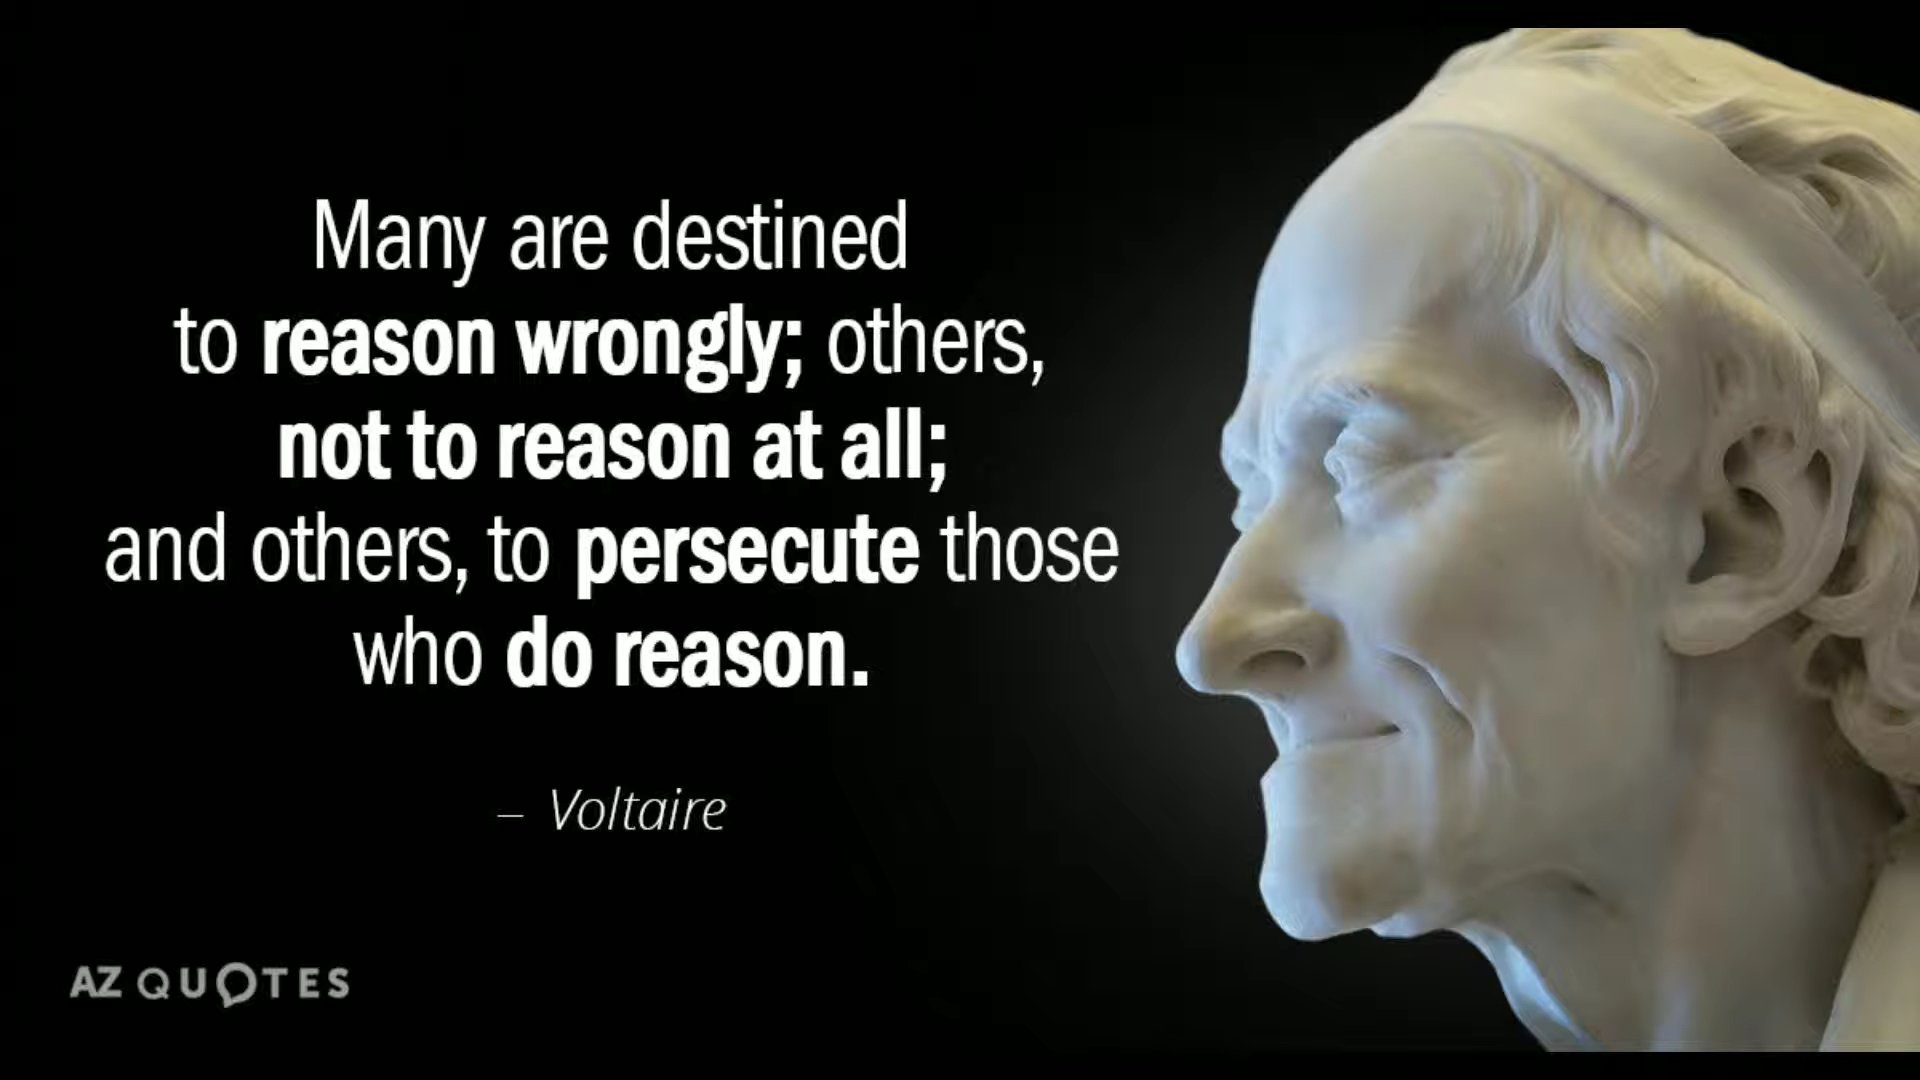 Many are destined
to reason wrongly; others,
not to reason at all;
and others, to persecute those
who do reason.
– Voltaire
AZ QUOTES